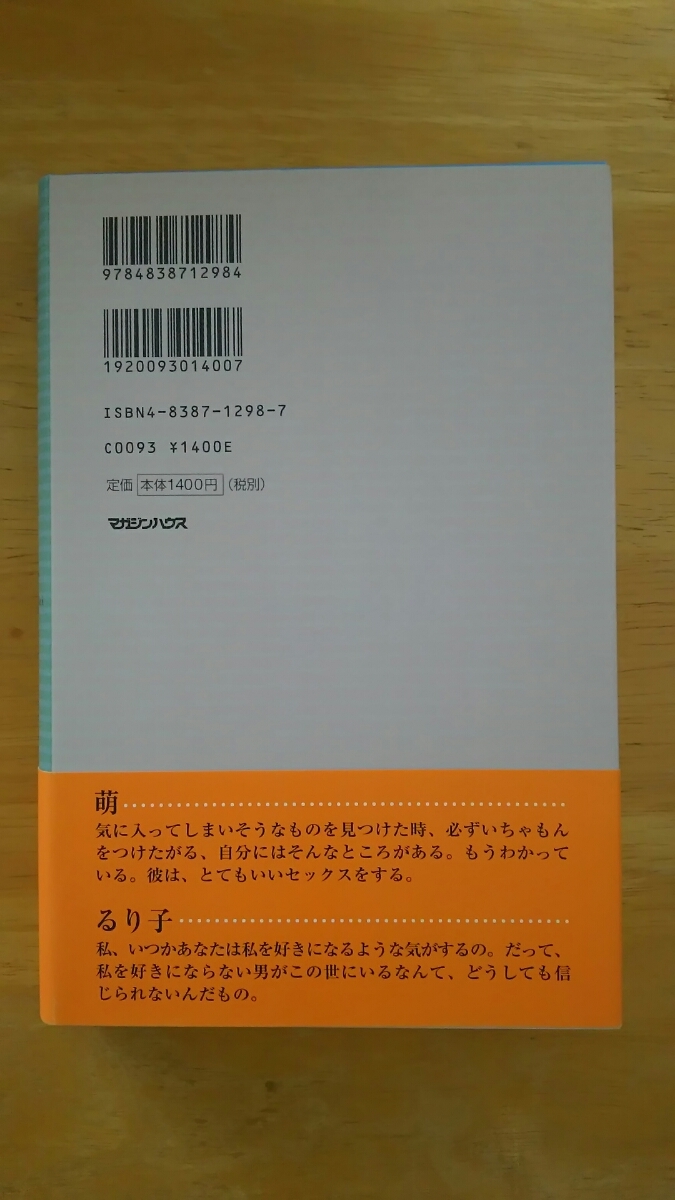 9784838712984
1920093014007
ISBN4-8387-1298-7
C0093 ¥1400E
定価 本体1400円 (税別)
マガジンハウス
萌
気に入ってしまいそうなものを見つけた時、必ずいちゃもん
をつけたがる、自分にはそんなところがある。もうわかって
いる。彼は、とてもいいセックスをする。
るり子
私、いつかあなたは私を好きになるような気がするの。だって、
私を好きにならない男がこの世にいるなんて、どうしても信
じられないんだもの。